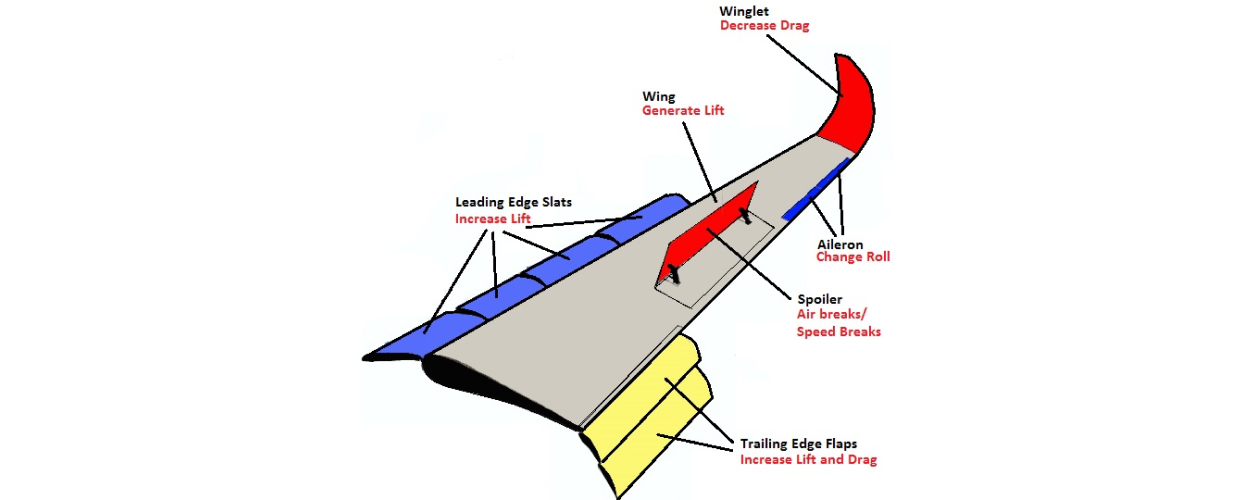 Winglet
Decrease Drag
Wing
Generate Lift
Leading Edge Slats
Increase Lift
Aileron
Change Roll
Spoiler
Air breaks/
Speed Breaks
Trailing Edge Flaps
Increase Lift and Drag